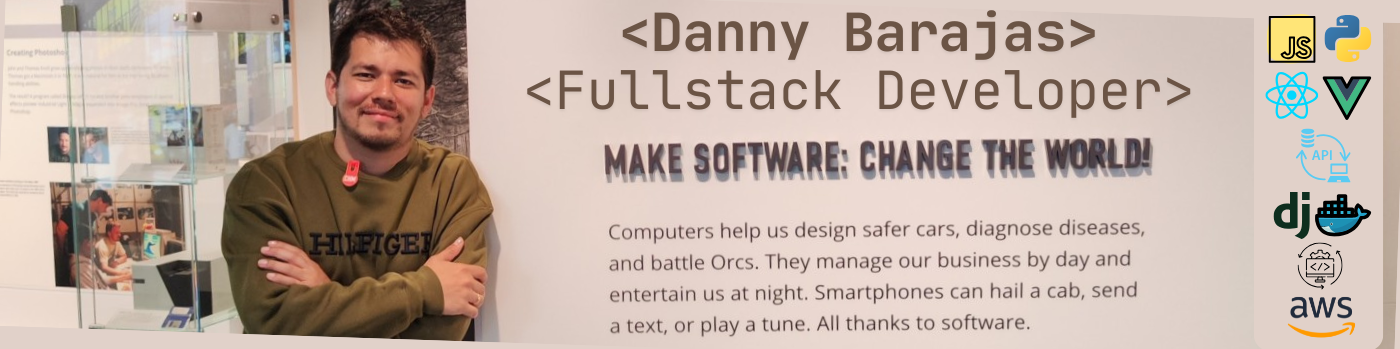 Creating Photoshop
<Danny Barajas>
<Fullstack Developer>
MAKE SOFTWARE: CHANGE THE WORLD!
Computers help us design safer cars, diagnose diseases,
and battle Orcs. They manage our business by day and
entertain us at night. Smartphones can hail a cab, send
a text, or play a tune. All thanks to software.
HILFIGER
JS
API
dj
aws